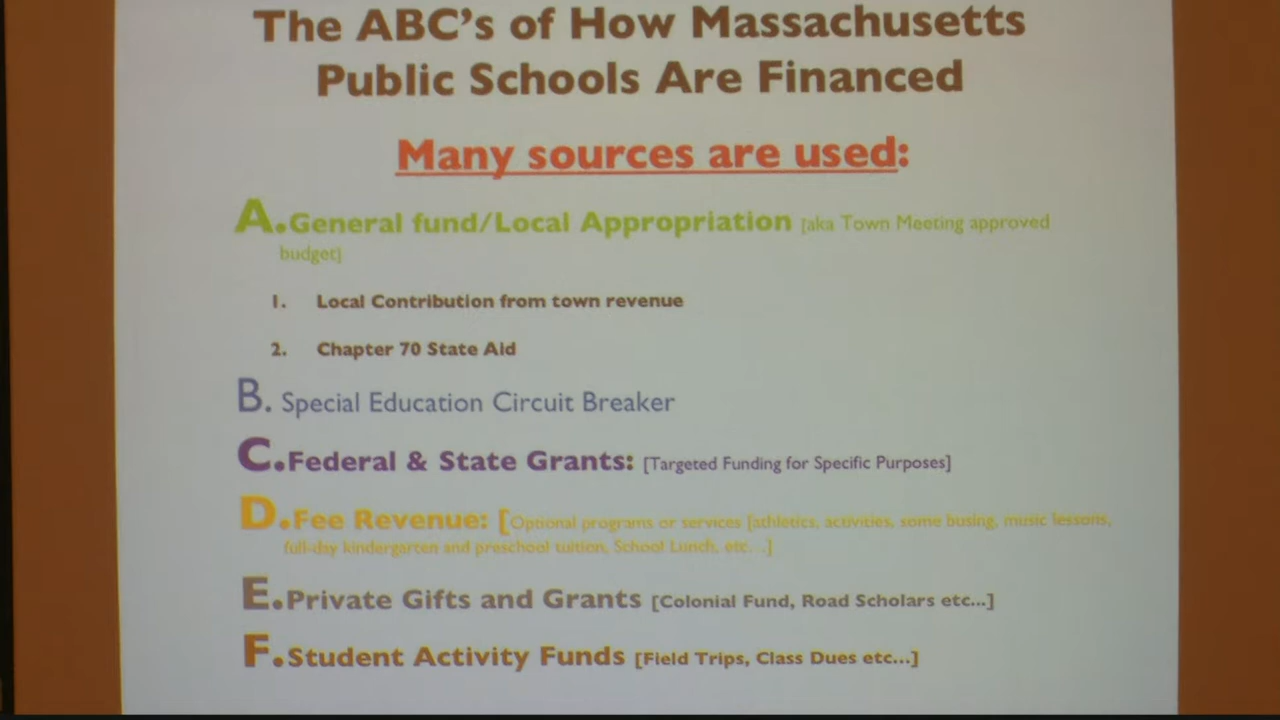 The ABC's of How Massachusetts
Public Schools Are Financed
Many sources are used:
A.General fund/Local Appropriation [aka Town Meeting approved
budget]
1. Local Contribution from town revenue
2. Chapter 70 State Aid
B. Special Education Circuit Breaker
C.Federal & State Grants: [Targeted Funding for Specific Purposes]
D.Fee Revenue: [Optional programs or services [athletics, activities, some busing, music lessons,
full-day kindergarten and preschool tuition, School Lunch, etc...]
E.Private Gifts and Grants [Colonial Fund, Road Scholars etc...]
F.Student Activity Funds [Field Trips, Class Dues etc...]